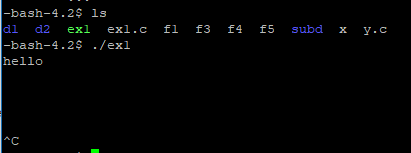 -bash-4.2$ ls
d1 d2 ex1 ex1.c f1 f3 f4 f5 subd x y.c
-bash-4.2$ ./ex1
hello
^C